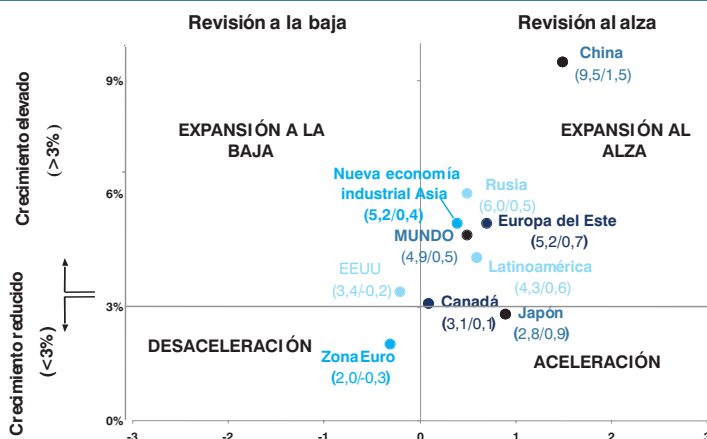 Revisión a la baja
Revisión al alza
Crecimiento elevado
(>3%)
Crecimiento reducido
(<3%)
9%
6%
3%
0%
China
(9,5/1,5)
EXPANSIÓN A LA
BAJA
EXPANSIÓN AL
ALZA
Nueva economía
industrial Asia
(5,2/0,4)
Rusia
(6,0/0,5)
Europa del Este
(5,2/0,7)
MUNDO
(4,9/0,5)
EEUU
(3,4/-0,2)
Latinoamérica
(4,3/0,6)
Canadá
(3,1/0,1)
Japón
(2,8/0,9)
DESACELERACIÓN
Zona Euro
(2,0/-0,3)
ACELERACIÓN
-3 -2 -1 0 1 2 3